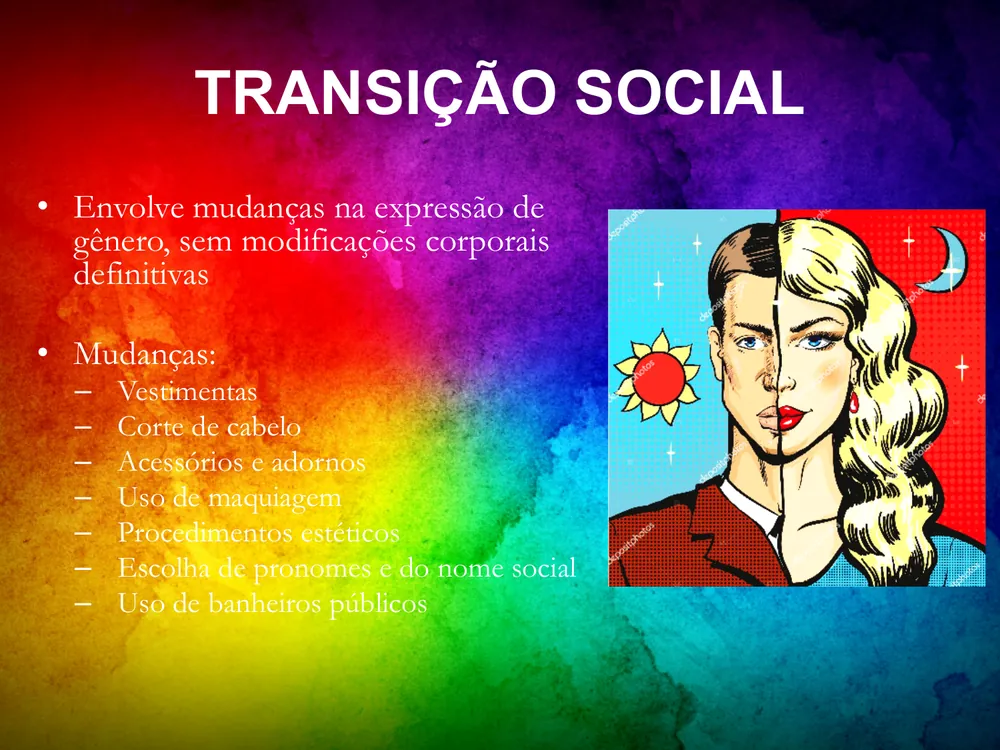 TRANSIÇÃO SOCIAL
• Envolve mudanças na expressão de
gênero, sem modificações corporais
definitivas
• Mudanças:
– Vestimentas
– Corte de cabelo
– Acessórios e adornos
– Uso de maquiagem
– Procedimentos estéticos
– Escolha de pronomes e do nome social
– Uso de banheiros públicos
depositphotos